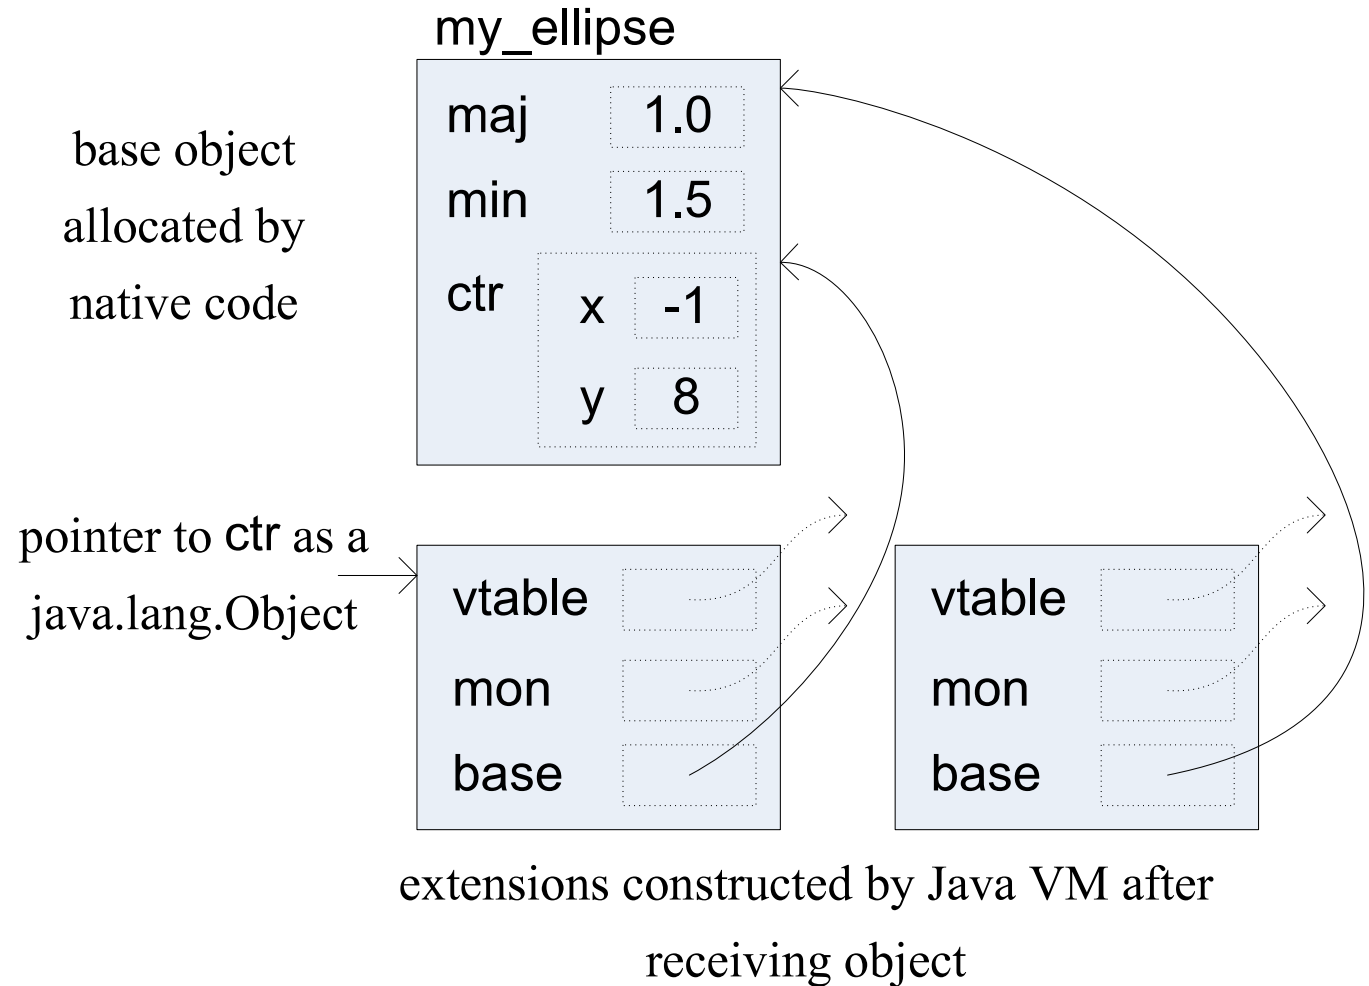 my_ellipse
base object
allocated by
native code
maj 1.0
min 1.5
ctr x -1
y 8
pointer to ctr as a
java.lang.Object
vtable
mon
base
vtable
mon
base
extensions constructed by Java VM after
receiving object